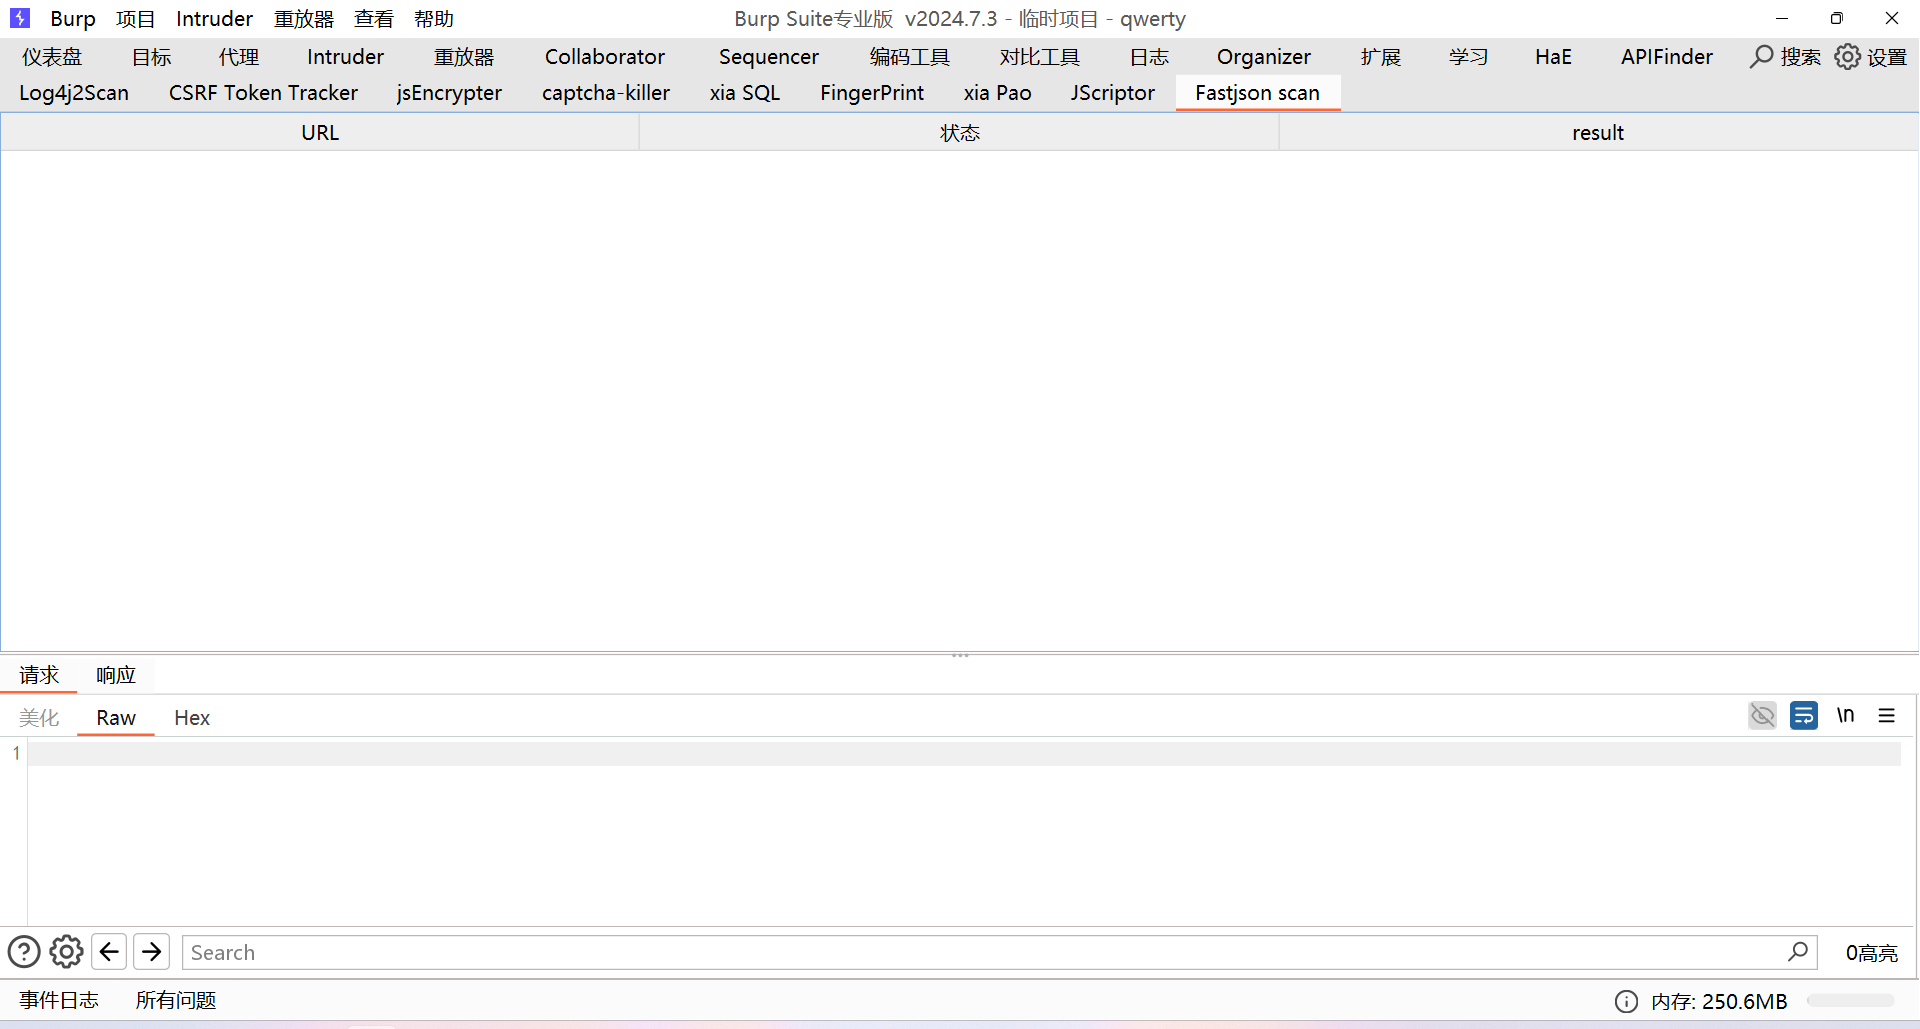 Burp 项目 Intruder 重放器 查看 帮助 Burp Suite专业版 v2024.7.3 - 临时项目 - qwerty
仪表盘 目标 代理 Intruder 重放器 Collaborator Sequencer 编码工具 对比工具 日志 Organizer 扩展 学习 HaE APIFinder 搜索 设置
Log4j2Scan CSRF Token Tracker jsEncrypter captcha-killer xia SQL FingerPrint xia Pao JScriptor Fastjson scan
URL 状态 result
请求 响应
美化 Raw Hex \n
1
Search 0高亮
事件日志 所有问题 内存: 250.6MB